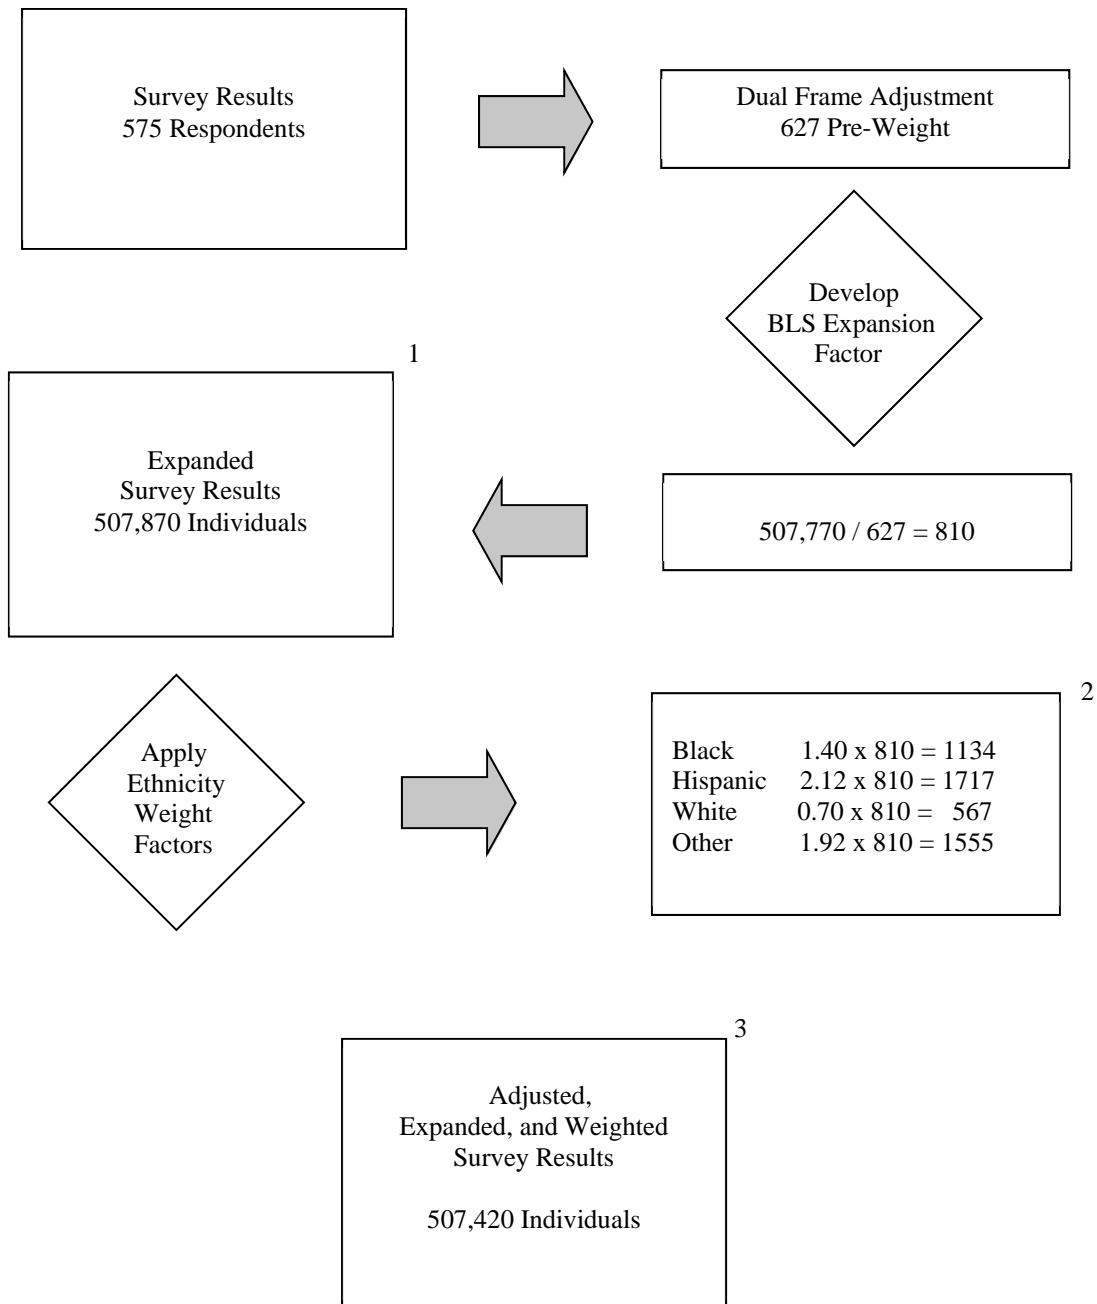 Survey Results
575 Respondents
Dual Frame Adjustment
627 Pre-Weight
Develop
BLS Expansion
Factor
507,770 / 627 = 810
1
Expanded
Survey Results
507,870 Individuals
Apply
Ethnicity
Weight
Factors
2
Black 1.40 x 810 = 1134
Hispanic 2.12 x 810 = 1717
White 0.70 x 810 = 567
Other 1.92 x 810 = 1555
3
Adjusted,
Expanded, and Weighted
Survey Results
507,420 Individuals